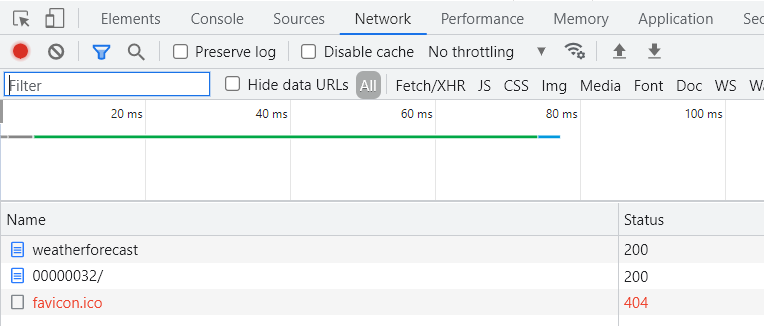 Elements Console Sources Network Performance Memory Application
Preserve log Disable cache No throttling
Filter Hide data URLs All Fetch/XHR JS CSS Img Media Font Doc WS
20 ms 40 ms 60 ms 80 ms 100 ms
Name Status
weatherforecast 200
00000032/ 200
favicon.ico 404